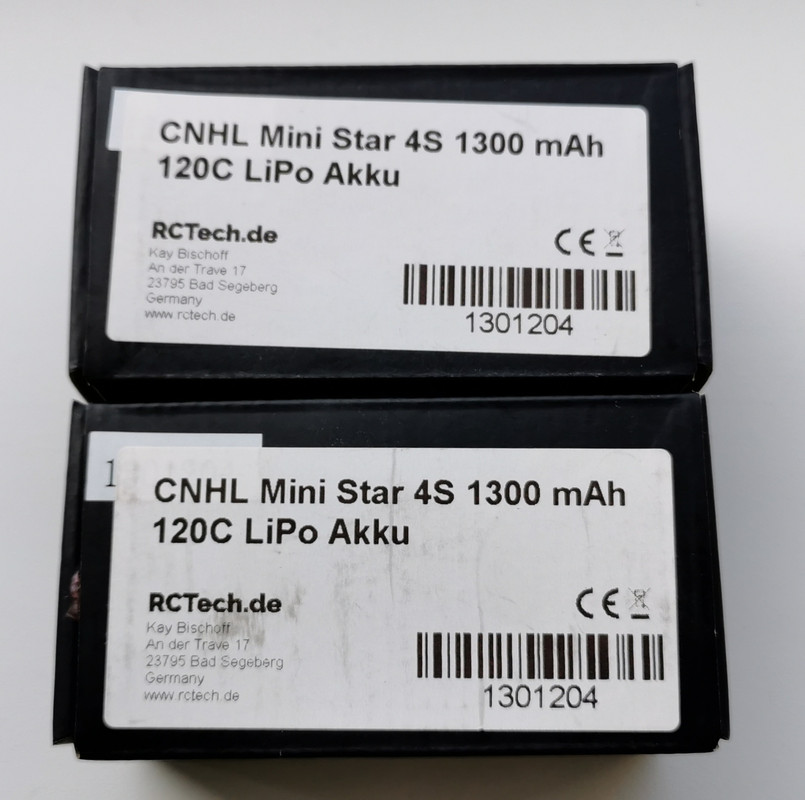 CNHL Mini Star 4S 1300 mAh
120C LiPo Akku
RCTech.de
Kay Bischoff
An der Trave 17
23795 Bad Segeberg
Germany
www.rctech.de
CE
1301204
1
CNHL Mini Star 4S 1300 mAh
120C LiPo Akku
RCTech.de
Kay Bischoff
An der Trave 17
23795 Bad Segeberg
Germany
www.rctech.de
CE
1301204